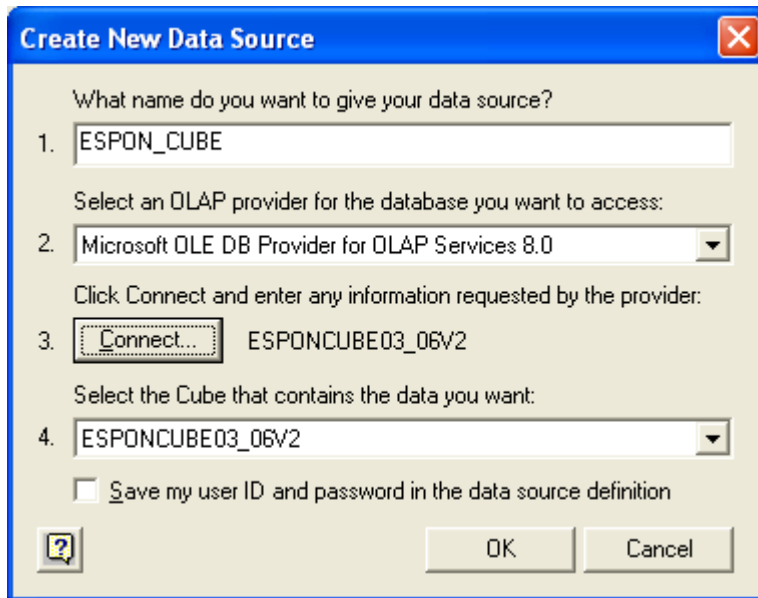 Create New Data Source
What name do you want to give your data source?
1. ESPON_CUBE
Select an OLAP provider for the database you want to access:
2. Microsoft OLE DB Provider for OLAP Services 8.0
Click Connect and enter any information requested by the provider:
3. Connect... ESPONCUBE03_06V2
Select the Cube that contains the data you want:
4. ESPONCUBE03_06V2
Save my user ID and password in the data source definition
? OK Cancel